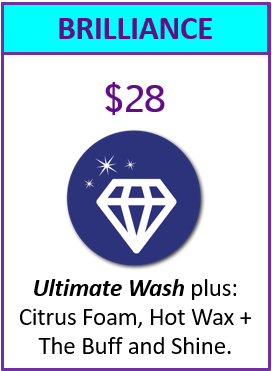 BRILLIANCE
$28
Ultimate Wash plus:
Citrus Foam, Hot Wax +
The Buff and Shine.